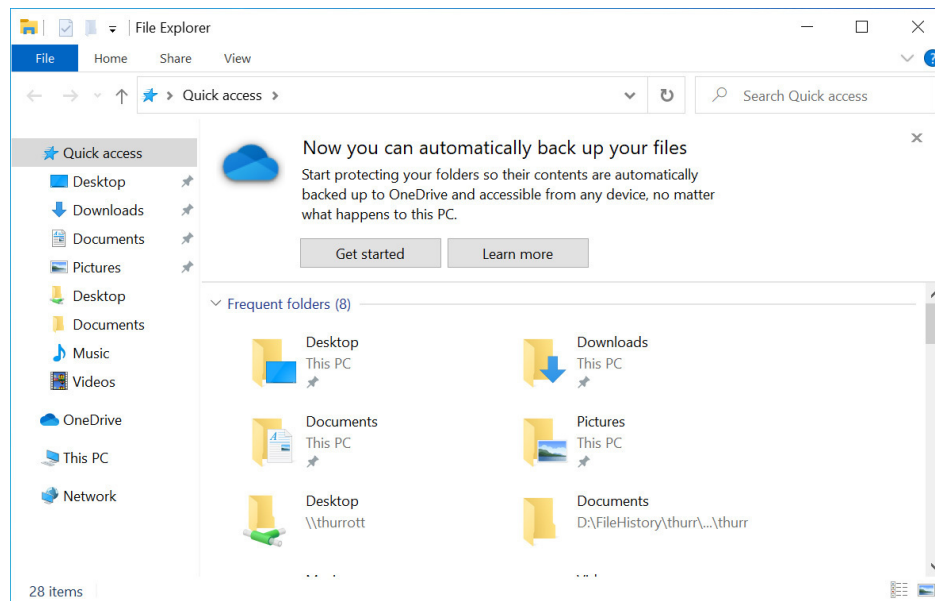 File Explorer
File
Home
Share
View
Quick access
Search Quick access
Quick access
Desktop
Downloads
Documents
Pictures
Desktop
Documents
Music
Videos
OneDrive
This PC
Network
Now you can automatically back up your files
Start protecting your folders so their contents are automatically
backed up to OneDrive and accessible from any device, no matter
what happens to this PC.
Get started
Learn more
Frequent folders (8)
Desktop
This PC
Downloads
This PC
Documents
This PC
Pictures
This PC
Desktop
\\thurrott
Documents
D:\FileHistory\thurr\...\thurr
28 items